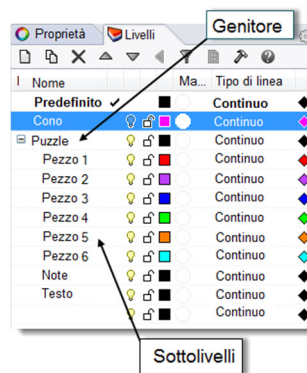 Genitore
Proprietà Livelli
Nome Ma... Tipo di linea
Predefinito Continuo
Cono Continuo
Puzzle Continuo
Pezzo 1 Continuo
Pezzo 2 Continuo
Pezzo 3 Continuo
Pezzo 4 Continuo
Pezzo 5 Continuo
Pezzo 6 Continuo
Note Continuo
Testo Continuo
Continuo
Sottolivelli